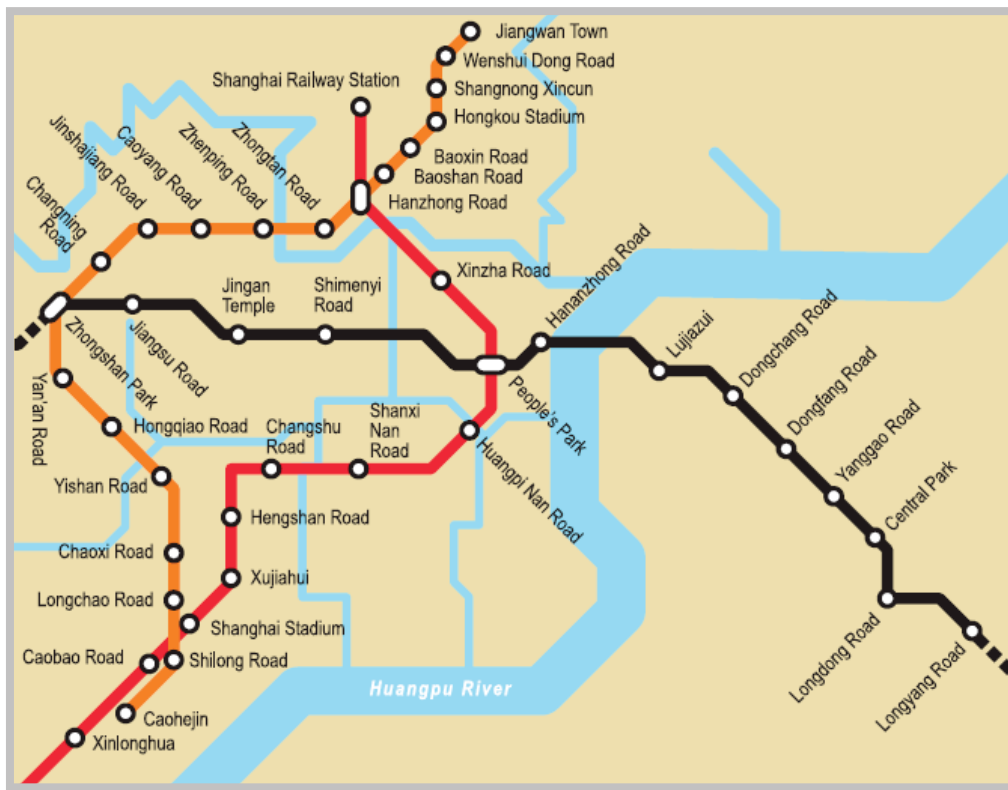 Jiangwan Town
Wenshui Dong Road
Shanghai Railway Station
Shangnong Xincun
Hongkou Stadium
Baoxin Road
Baoshan Road
Hanzhong Road
Zhongtan Road
Zhenping Road
Caoyang Road
Jinshajiang Road
Changning
Road
Xinzha Road
Hananzhong Road
Jingan
Temple
Shimenyi
Road
Jiangsu Road
Zhongshan Park
Lujiazui
Dongchang Road
Dongfang Road
Yanggao Road
Central Park
People's Park
Yan'an Road
Hongqiao Road
Changshu
Road
Shanxi
Nan
Road
Huangpi Nan Road
Yishan Road
Hengshan Road
Chaoxi Road
Xujiahui
Longchao Road
Shanghai Stadium
Caobao Road
Shilong Road
Longdong Road
Longyang Road
Huangpu River
Caohejin
Xinlonghua